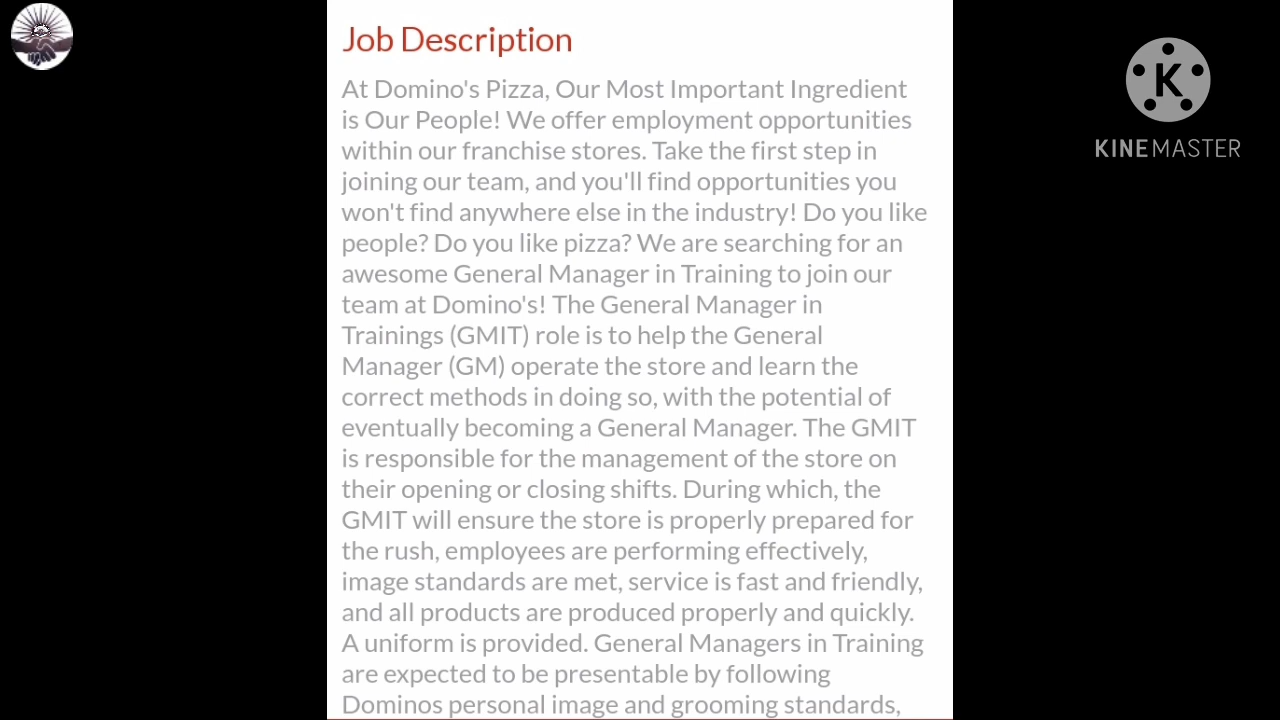 Job Description
At Domino's Pizza, Our Most Important Ingredient
is Our People! We offer employment opportunities
within our franchise stores. Take the first step in
joining our team, and you'll find opportunities you
won't find anywhere else in the industry! Do you like
people? Do you like pizza? We are searching for an
awesome General Manager in Training to join our
team at Domino's! The General Manager in
Trainings (GMIT) role is to help the General
Manager (GM) operate the store and learn the
correct methods in doing so, with the potential of
eventually becoming a General Manager. The GMIT
is responsible for the management of the store on
their opening or closing shifts. During which, the
GMIT will ensure the store is properly prepared for
the rush, employees are performing effectively,
image standards are met, service is fast and friendly,
and all products are produced properly and quickly.
A uniform is provided. General Managers in Training
are expected to be presentable by following
Dominos personal image and grooming standards,
K
KINEMASTER